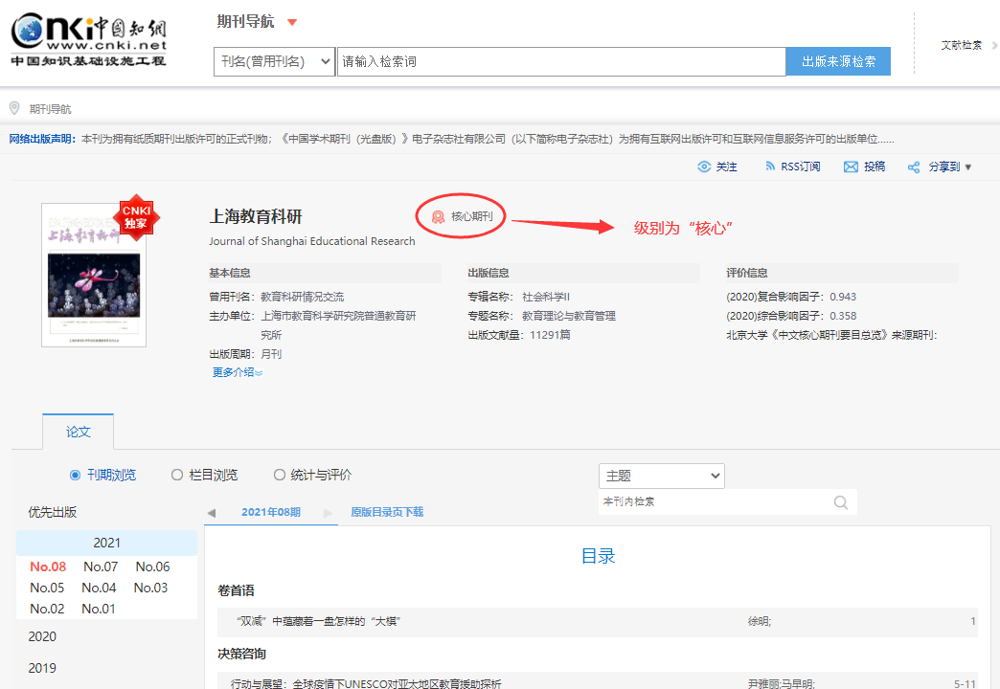 cnki中国知網
www.cnki.net
中国知识基础设施工程
期刊导航
刊名(曾用刊名)
请输入检索词
出版来源检索
文献检索
期刊导航
网络出版声明：本刊为拥有纸质期刊出版许可的正式刊物；《中国学术期刊（光盘版）》电子杂志社有限公司（以下简称电子杂志社）为拥有互联网出版许可和互联网信息服务许可的出版单位......
关注
RSS订阅
投稿
分享到
CNKI
独家
上海教育科研
上海教育科研
核心期刊
级别为“核心”
Journal of Shanghai Educational Research
基本信息
曾用刊名：教育科研情况交流
主办单位：上海市教育科学研究院普通教育研
究所
出版周期：月刊
更多介绍
出版信息
专辑名称：社会科学II
专题名称：教育理论与教育管理
出版文献量：11291篇
评价信息
(2020)复合影响因子：0.943
(2020)综合影响因子：0.358
北京大学《中文核心期刊要目总览》来源期刊：
论文
刊期浏览
栏目浏览
统计与评价
主题
本刊内检索
优先出版
2021
No.08 No.07 No.06
No.05 No.04 No.03
No.02 No.01
2020
2019
2021年08期
原版目录页下载
目录
卷首语
“双减”中蕴藏着一盘怎样的“大棋” 徐明; 1
决策咨询
行动与展望：全球疫情下UNESCO对亚太地区教育援助探析 尹雅丽;马早明; 5-11